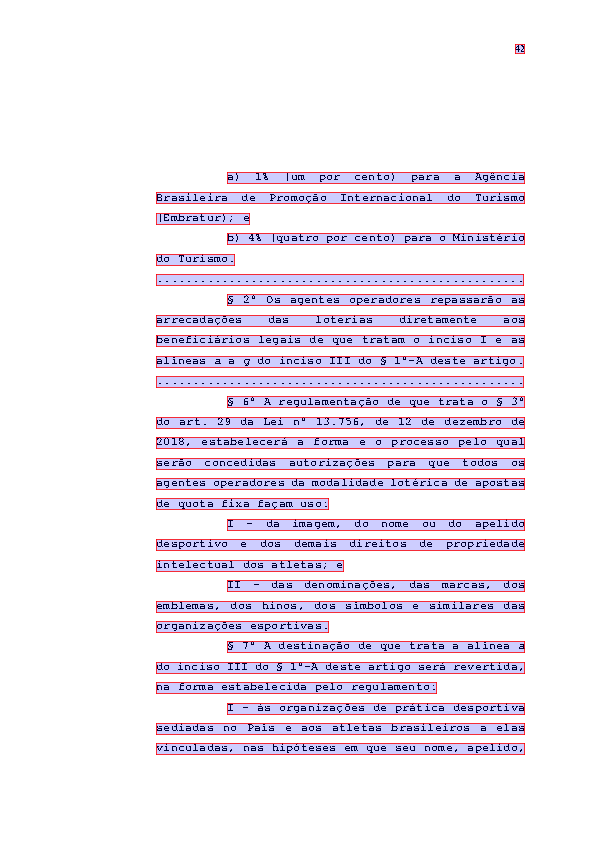 42
a) 1% (um por cento) para a Agência
Brasileira de Promoção Internacional do Turismo
(Embratur); e
b) 4% (quatro por cento) para o Ministério
do Turismo.
...................................................
§ 2º Os agentes operadores repassarão as
arrecadações das loterias diretamente aos
beneficiários legais de que tratam o inciso I e as
alíneas a a g do inciso III do § 1º-A deste artigo.
...................................................
§ 6º A regulamentação de que trata o § 3º
do art. 29 da Lei nº 13.756, de 12 de dezembro de
2018, estabelecerá a forma e o processo pelo qual
serão concedidas autorizações para que todos os
agentes operadores da modalidade lotérica de apostas
de quota fixa façam uso:
I - da imagem, do nome ou do apelido
desportivo e dos demais direitos de propriedade
intelectual dos atletas; e
II - das denominações, das marcas, dos
emblemas, dos hinos, dos símbolos e similares das
organizações esportivas.
§ 7º A destinação de que trata a alínea a
do inciso III do § 1º-A deste artigo será revertida,
na forma estabelecida pelo regulamento:
I - às organizações de prática desportiva
sediadas no País e aos atletas brasileiros a elas
vinculadas, nas hipóteses em que seu nome, apelido,